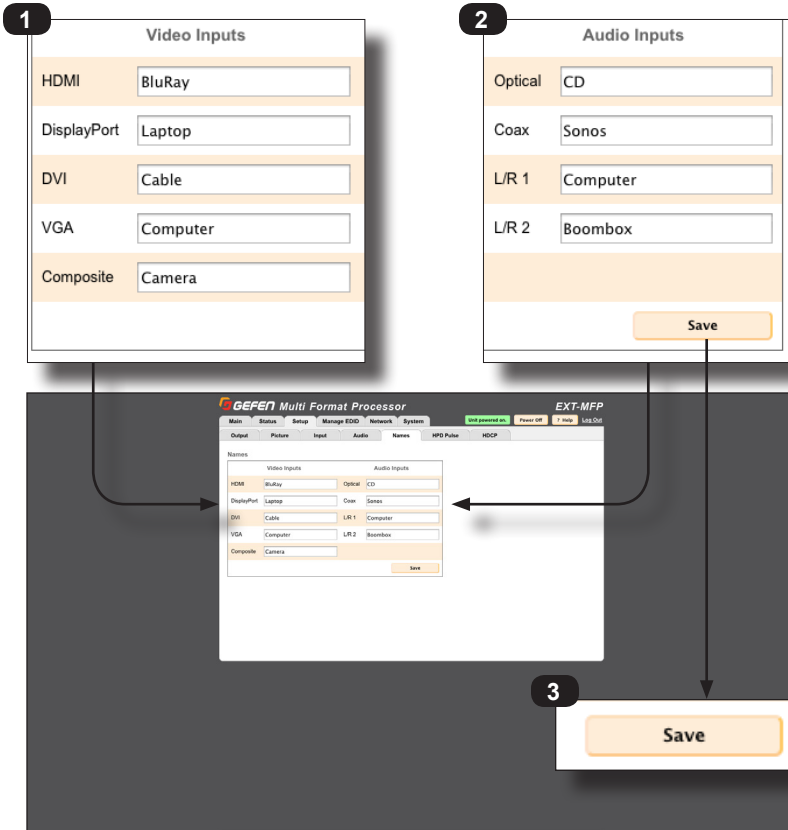 1
Video Inputs
HDMI BluRay
DisplayPort Laptop
DVI Cable
VGA Computer
Composite Camera
2
Audio Inputs
Optical CD
Coax Sonos
L/R 1 Computer
L/R 2 Boombox
Save
GEFEN Multi Format Processor EXT-MFP
Main Status Setup Manage EDID Network System Unit powered on. Power Off ? Help Log Out
Output Picture Input Audio Names HPD Pulse HDCP
Names
Video Inputs Audio Inputs
HDMI BluRay Optical CD
DisplayPort Laptop Coax Sonos
DVI Cable L/R 1 Computer
VGA Computer L/R 2 Boombox
Composite Camera
Save
3
Save